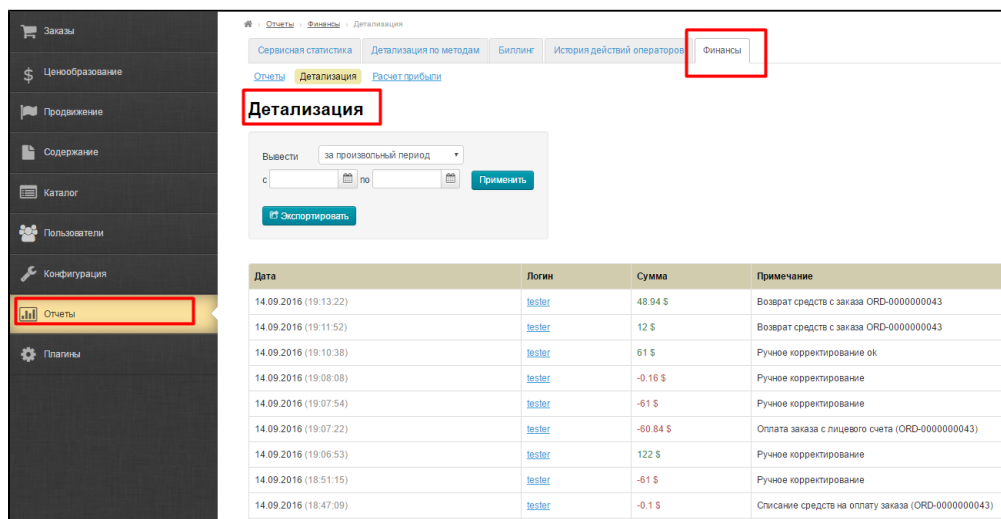 Отчеты › Финансы › Детализация
Заказы
Ценообразование
Продвижение
Содержание
Каталог
Пользователи
Конфигурация
Отчеты
Плагины
Сервисная статистика Детализация по методам Биллинг История действий операторов Финансы
Отчеты Детализация Расчет прибыли
Детализация
Вывести за произвольный период
с по Применить
Экспортировать
Дата Логин Сумма Примечание
14.09.2016 (19:13:22) tester 48.94 $ Возврат средств с заказа ORD-0000000043
14.09.2016 (19:11:52) tester 12 $ Возврат средств с заказа ORD-0000000043
14.09.2016 (19:10:38) tester 61 $ Ручное корректирование ok
14.09.2016 (19:08:08) tester -0.16 $ Ручное корректирование
14.09.2016 (19:07:54) tester -61 $ Ручное корректирование
14.09.2016 (19:07:22) tester -60.84 $ Оплата заказа с лицевого счета (ORD-0000000043)
14.09.2016 (19:06:53) tester 122 $ Ручное корректирование
14.09.2016 (18:51:15) tester -61 $ Ручное корректирование
14.09.2016 (18:47:09) tester -0.1 $ Списание средств на оплату заказа (ORD-0000000043)